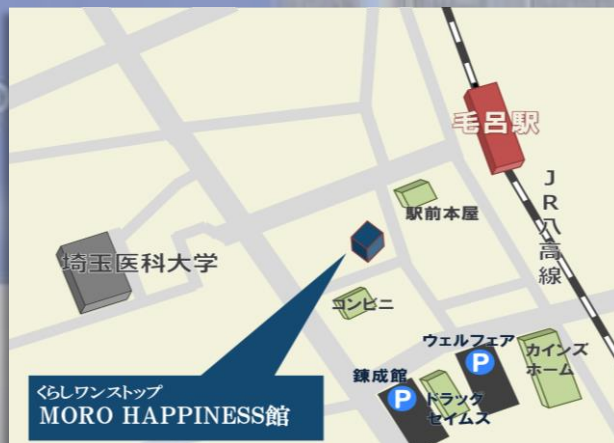 毛呂駅
JR八高線
駅前本屋
埼玉医科大学
コンビニ
ウェルフェア
P
カインズ
ホーム
錬成館
P
ドラック
セイムス
くらしワンストップ
MORO HAPPINESS館